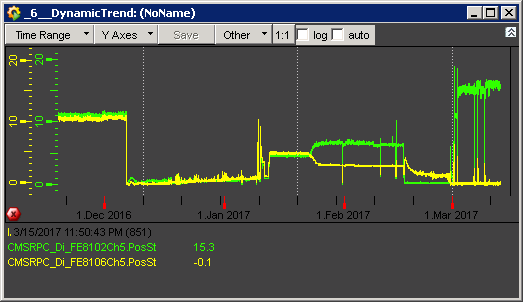 _6__DynamicTrend: (NoName)
Time Range Y Axes Save Other 1:1 log auto
20 20
10 10
0 0
1.Dec 2016 1.Jan 2017 1.Feb 2017 1.Mar 2017
3/15/2017 11:50:43 PM (851)
CMSRPC_Di_FE8102Ch5.PosSt 15.3
CMSRPC_Di_FE8106Ch5.PosSt -0.1